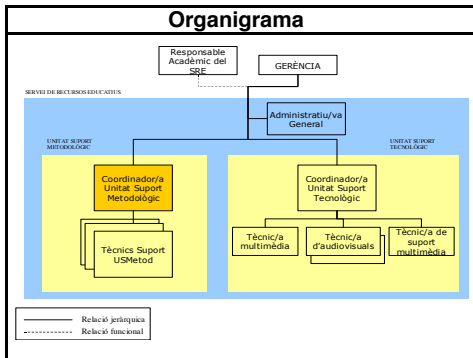 Organigrama
Responsable
Acadèmic del
SRE
GERÈNCIA
SERVEI DE RECURSOS EDUCATIUS
Administratiu/va
General
UNITAT SUPORT
METODOLÒGIC
UNITAT SUPORT
TECNOLÒGIC
Coordinador/a
Unitat Suport
Metodològic
Coordinador/a
Unitat Suport
Tecnològic
Tècnics Suport
USMetod
Tècnic/a
multimèdia
Tècnic/a
d'audiovisuals
Tècnic/a de
suport
multimèdia
Relació jeràrquica
Relació funcional